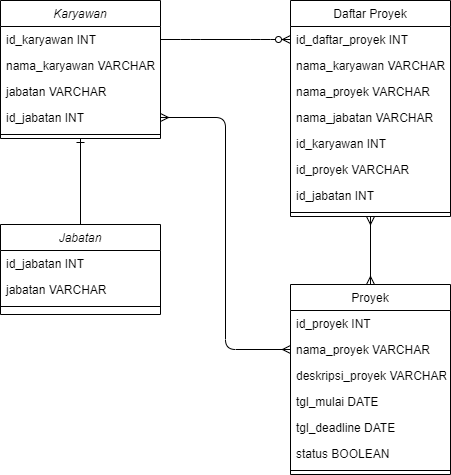 Karyawan
id_karyawan INT
nama_karyawan VARCHAR
jabatan VARCHAR
id_jabatan INT
Daftar Proyek
id_daftar_proyek INT
nama_karyawan VARCHAR
nama_proyek VARCHAR
nama_jabatan VARCHAR
id_karyawan INT
id_proyek VARCHAR
id_jabatan INT
Jabatan
id_jabatan INT
jabatan VARCHAR
Proyek
id_proyek INT
nama_proyek VARCHAR
deskripsi_proyek VARCHAR
tgl_mulai DATE
tgl_deadline DATE
status BOOLEAN